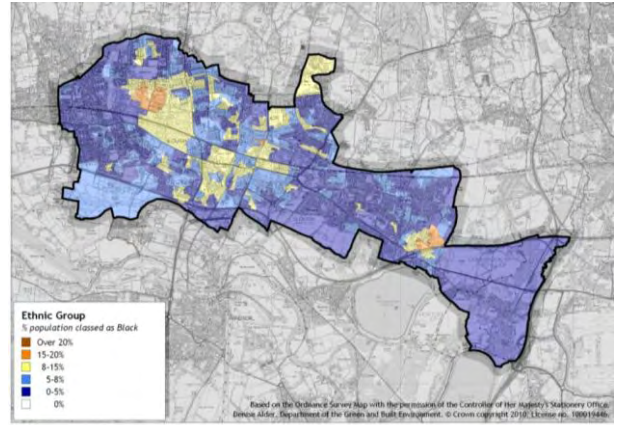 Ethnic Group
% population classed as Black
Over 20%
15-20%
8-15%
5-8%
0-5%
0%
Based on the Ordnance Survey Map with the permission of the Controller of Her Majesty's Stationery Office.
Denise Alder, Department of the Green and Built Environment. © Crown copyright 2010. License no. 100019446.